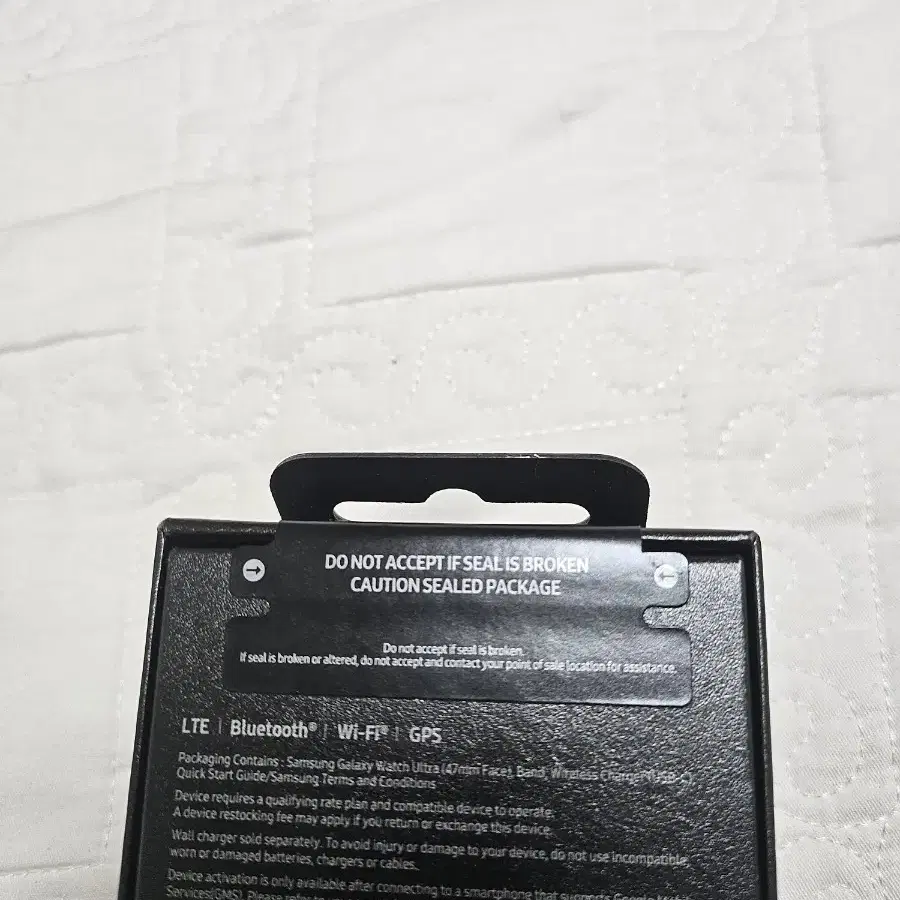 DO NOT ACCEPT IF SEAL IS BROKEN
CAUTION SEALED PACKAGE
Do not accept if seal is broken.
If seal is broken or altered, do not accept and contact your point of sale location for assistance.
LTE | Bluetooth® | Wi-Fi® | GPS
Packaging Contains : Samsung Galaxy Watch Ultra (47mm Face), Band, Wireless Charger (USB-C),
Quick Start Guide/Samsung Terms and Conditions
Device requires a qualifying rate plan and compatible device to operate.
A device restocking fee may apply if you return or exchange this device.
Wall charger sold separately. To avoid injury or damage to your device, do not use incompatible,
worn or damaged batteries, chargers or cables.
Device activation is only available after connecting to a smartphone that supports Google Mobile
Services(GMS). Please refer to